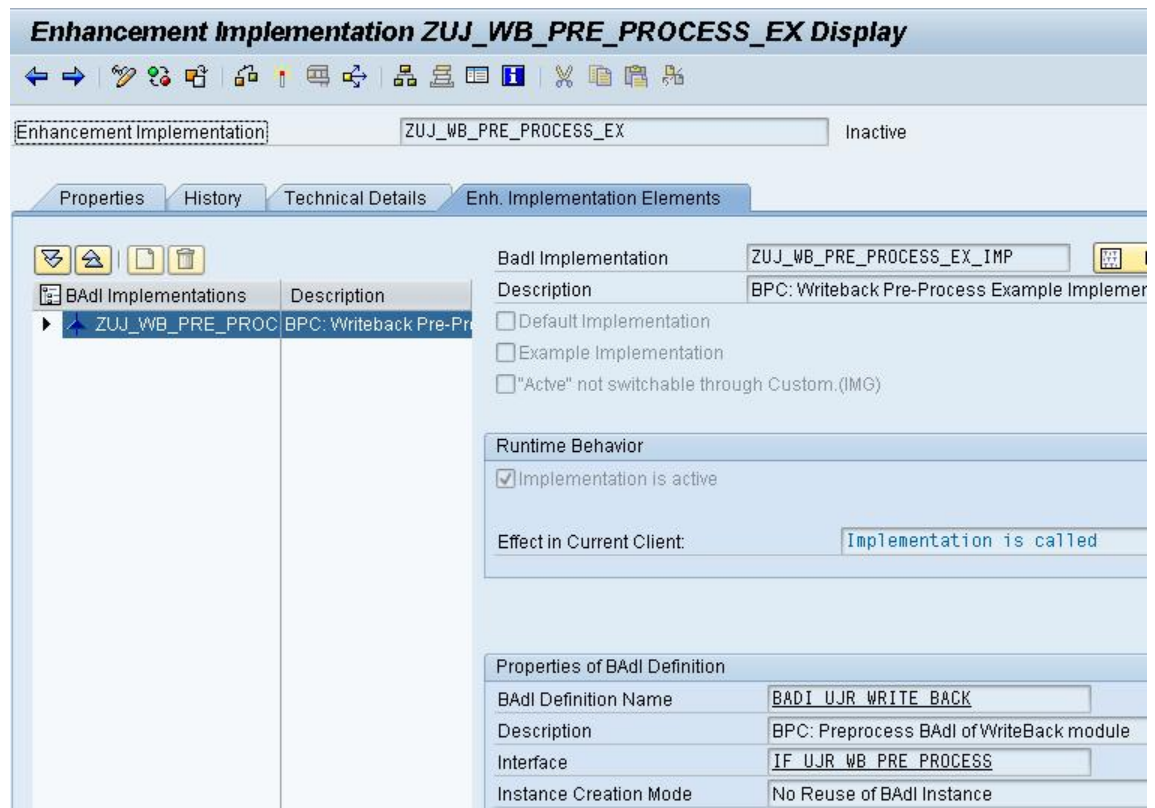 Enhancement Implementation ZUJ_WB_PRE_PROCESS_EX Display
Enhancement Implementation ZUJ_WB_PRE_PROCESS_EX Inactive
Properties History Technical Details Enh. Implementation Elements
BAdI Implementation ZUJ_WB_PRE_PROCESS_EX_IMP
BAdI Implementations Description
Description BPC: Writeback Pre-Process Example Implemer
ZUJ_WB_PRE_PROC BPC: Writeback Pre-Pr
Default Implementation
Example Implementation
"Actve" not switchable through Custom.(IMG)
Runtime Behavior
Implementation is active
Effect in Current Client: Implementation is called
Properties of BAdI Definition
BAdI Definition Name BADI_UJR_WRITE_BACK
Description BPC: Preprocess BAdI of WriteBack module
Interface IF_UJR_WB_PRE_PROCESS
Instance Creation Mode No Reuse of BAdI Instance